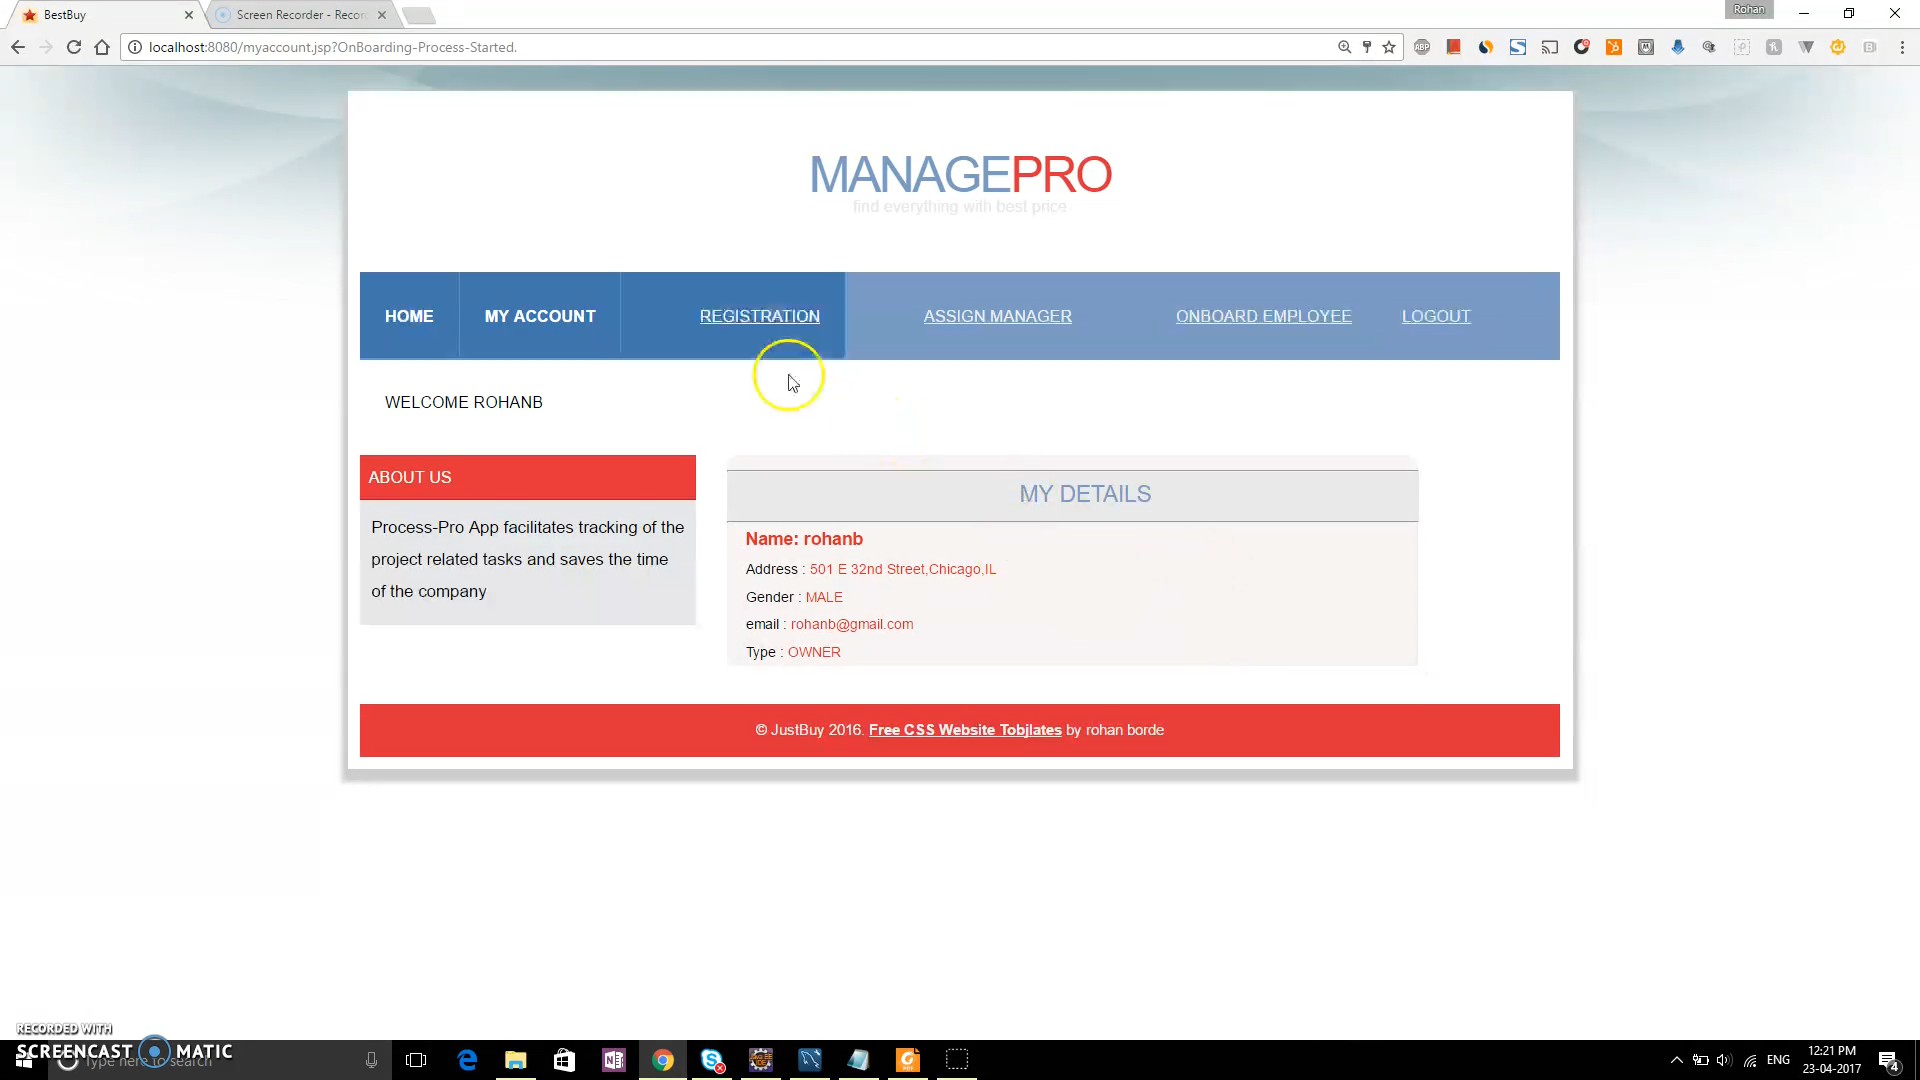 BestBuy
Screen Recorder - Recor
Rohan
localhost:8080/myaccount.jsp?OnBoarding-Process-Started.
MANAGEPRO
find everything with best price
HOME
MY ACCOUNT
REGISTRATION
ASSIGN MANAGER
ONBOARD EMPLOYEE
LOGOUT
WELCOME ROHANB
ABOUT US
Process-Pro App facilitates tracking of the
project related tasks and saves the time
of the company
MY DETAILS
Name: rohanb
Address : 501 E 32nd Street,Chicago,IL
Gender : MALE
email : rohanb@gmail.com
Type : OWNER
© JustBuy 2016. Free CSS Website Tobjlates by rohan borde
RECORDED WITH
SCREENCAST MATIC
Type here to search
ENG
12:21 PM
23-04-2017
4